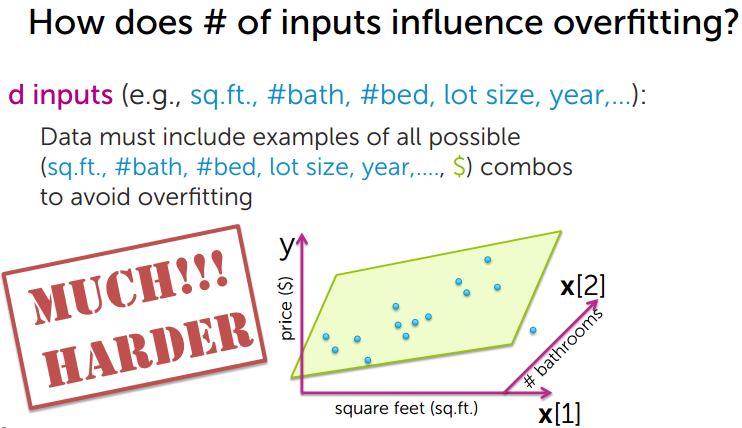 How does # of inputs influence overfitting?
d inputs (e.g., sq.ft., #bath, #bed, lot size, year,...):
Data must include examples of all possible
(sq.ft., #bath, #bed, lot size, year,...., $) combos
to avoid overfitting
MUCH!!!
HARDER
y
price ($)
x[2]
# bathrooms
square feet (sq.ft.)
x[1]